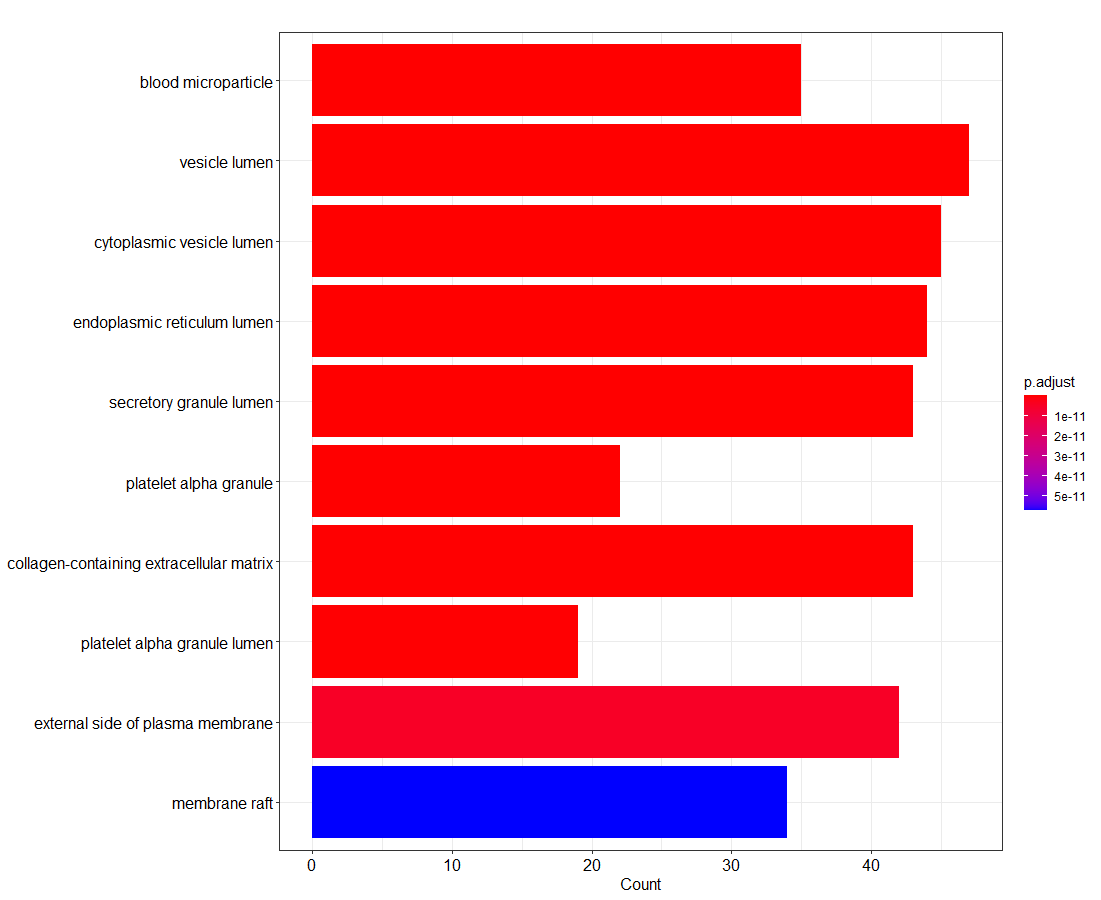 blood microparticle
vesicle lumen
cytoplasmic vesicle lumen
endoplasmic reticulum lumen
secretory granule lumen
platelet alpha granule
collagen-containing extracellular matrix
platelet alpha granule lumen
external side of plasma membrane
membrane raft
0 10 20 30 40
Count
p.adjust
1e-11
2e-11
3e-11
4e-11
5e-11